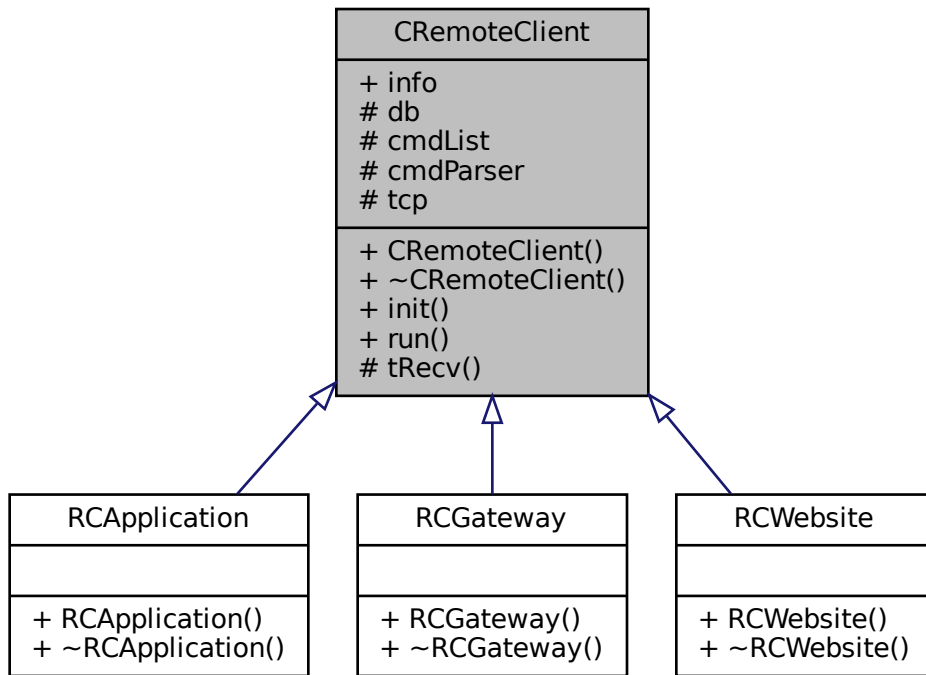 CRemoteClient
+ info
# db
# cmdList
# cmdParser
# tcp
+ CRemoteClient()
+ ~CRemoteClient()
+ init()
+ run()
# tRecv()
RCApplication
+ RCApplication()
+ ~RCApplication()
RCGateway
+ RCGateway()
+ ~RCGateway()
RCWebsite
+ RCWebsite()
+ ~RCWebsite()